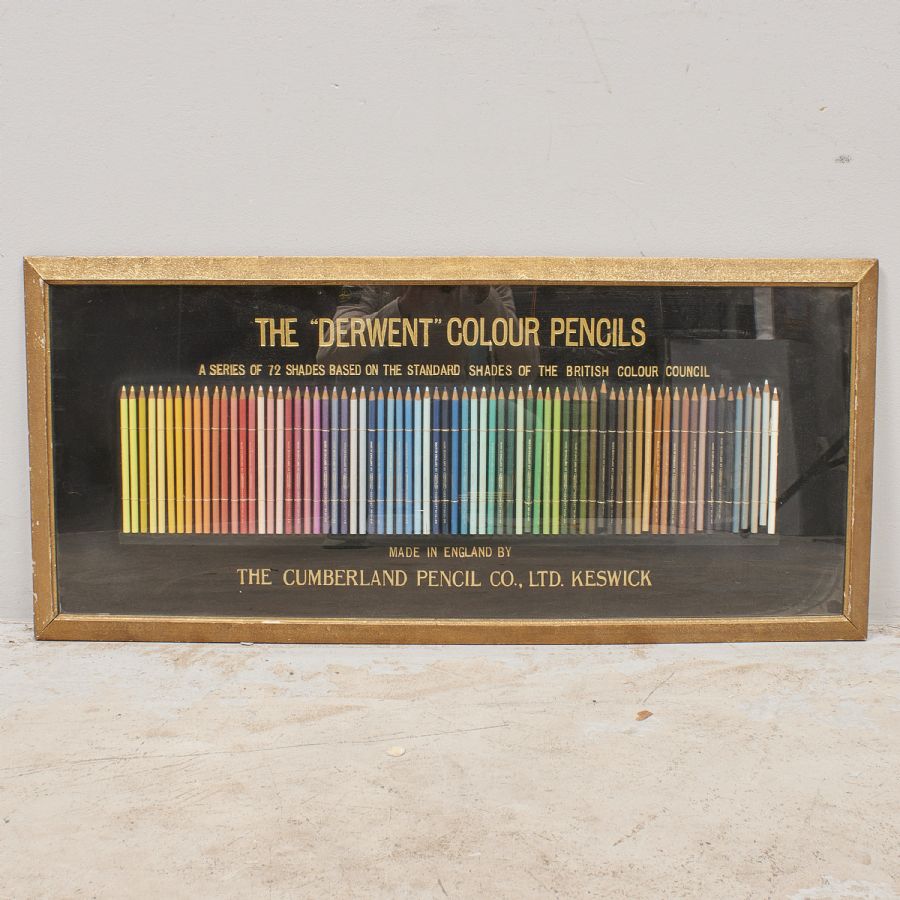 THE "DERWENT" COLOUR PENCILS
A SERIES OF 72 SHADES BASED ON THE STANDARD SHADES OF THE BRITISH COLOUR COUNCIL
MADE IN ENGLAND BY
THE CUMBERLAND PENCIL CO., LTD. KESWICK